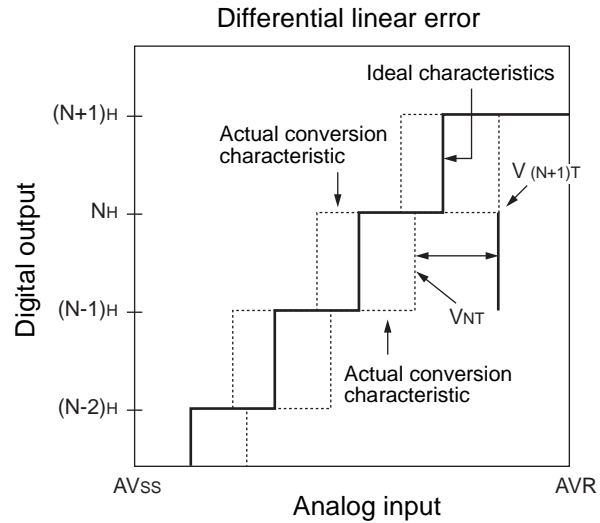 Differential linear error
Ideal characteristics
(N+1)H
Actual conversion
characteristic
V (N+1)T
NH
Digital output
(N-1)H
VNT
Actual conversion
characteristic
(N-2)H
AVSS
AVR
Analog input